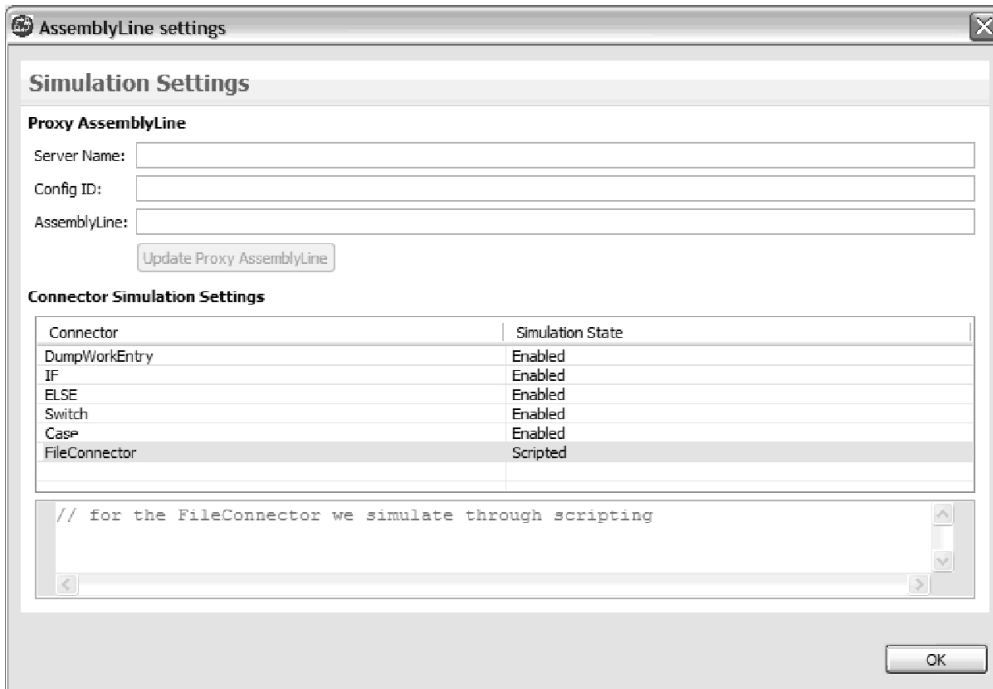 AssemblyLine settings
Simulation Settings
Proxy AssemblyLine
Server Name:
Config ID:
AssemblyLine:
Update Proxy AssemblyLine
Connector Simulation Settings
Connector Simulation State
DumpWorkEntry Enabled
IF Enabled
ELSE Enabled
Switch Enabled
Case Enabled
FileConnector Scripted
// for the FileConnector we simulate through scripting
OK